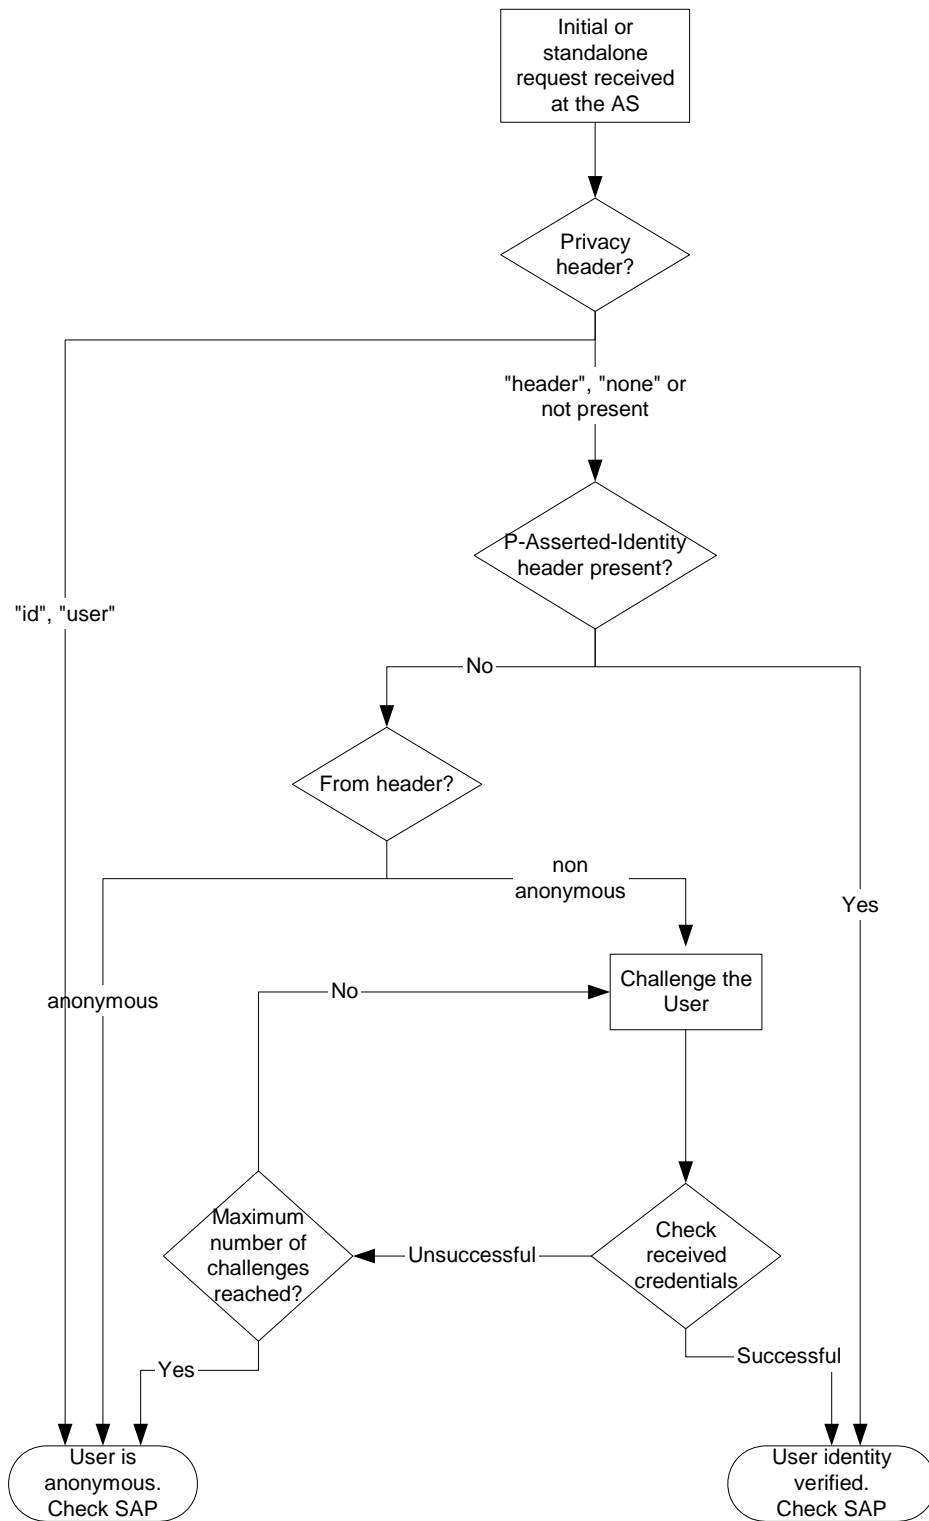 Initial or
standalone
request received
at the AS
Privacy
header?
"header", "none" or
not present
P-Asserted-Identity
header present?
"id", "user"
No
From header?
non
anonymous
Yes
Challenge the
User
No
anonymous
Maximum
number of
challenges
reached?
Unsuccessful
Check
received
credentials
Yes
Successful
User is
anonymous.
Check SAP
User identity
verified.
Check SAP